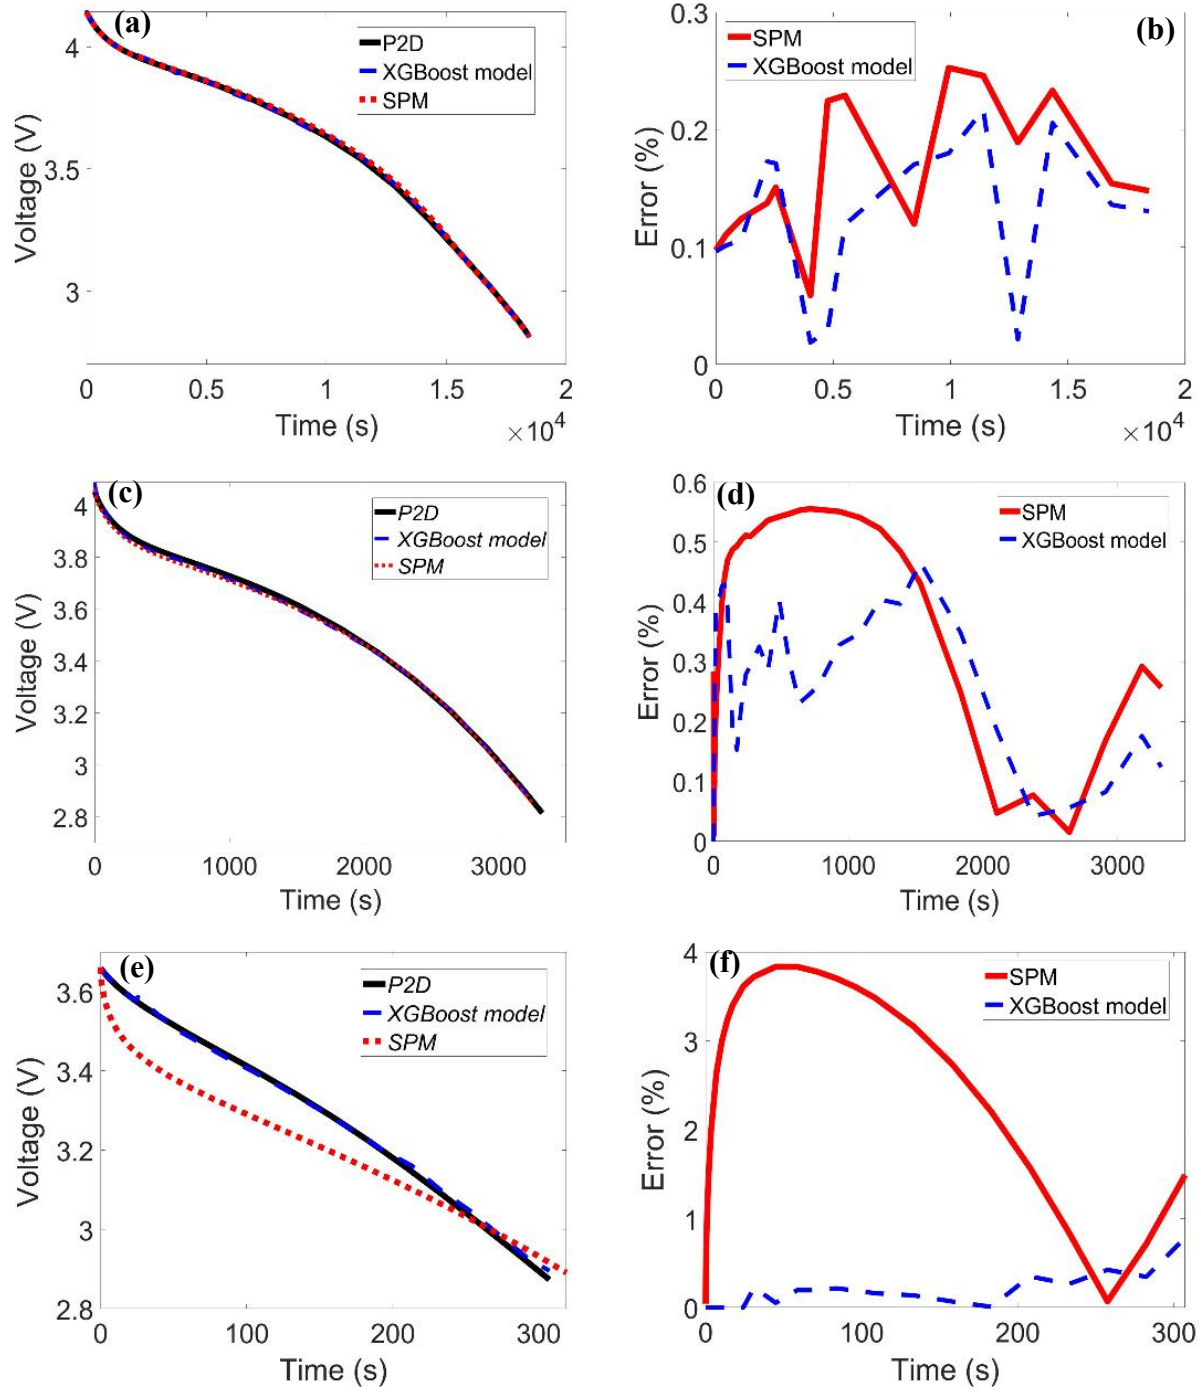 (a)
4
3.5
3
Voltage (V)
P2D
XGBoost model
SPM
0 0.5 1 1.5 2
Time (s)
×10⁴
(b)
0.3
0.2
0.1
0
Error (%)
SPM
XGBoost model
0 0.5 1 1.5 2
Time (s)
×10⁴
(c)
4
3.8
3.6
3.4
3.2
3
2.8
Voltage (V)
P2D
XGBoost model
SPM
0 1000 2000 3000
Time (s)
(d)
0.6
0.5
0.4
0.3
0.2
0.1
0
Error (%)
SPM
XGBoost model
0 1000 2000 3000
Time (s)
(e)
3.6
3.4
3.2
3
2.8
Voltage (V)
P2D
XGBoost model
SPM
0 100 200 300
Time (s)
(f)
4
3
2
1
0
Error (%)
SPM
XGBoost model
0 100 200 300
Time (s)